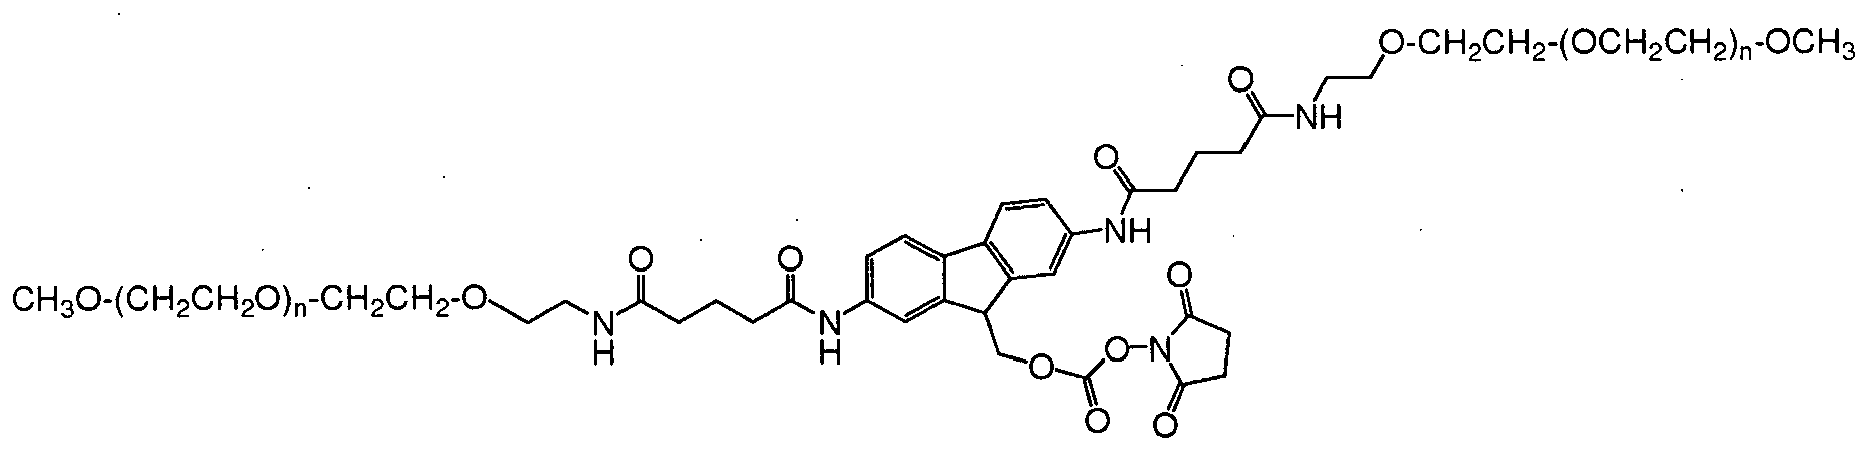 O-CH₂CH₂-(OCH₂CH₂)n-OCH₃
O
NH
O
NH
O
O
O
CH₃O-(CH₂CH₂O)n-CH₂CH₂-O
N
H
N
H
O
O
N
O
O
O